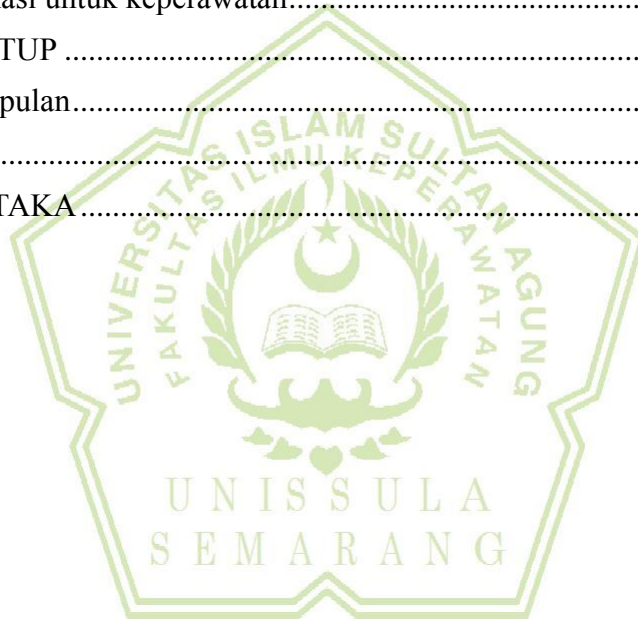 asi untuk keperawatan..........................................................
TUP ..........................................................................................
pulan.........................................................................................
..................................................................................................
TAKA .......................................................................................
UNIVERSITAS ISLAM SULTAN AGUNG
FAKULTAS ILMU KEPERAWATAN
UNISSULA
SEMARANG